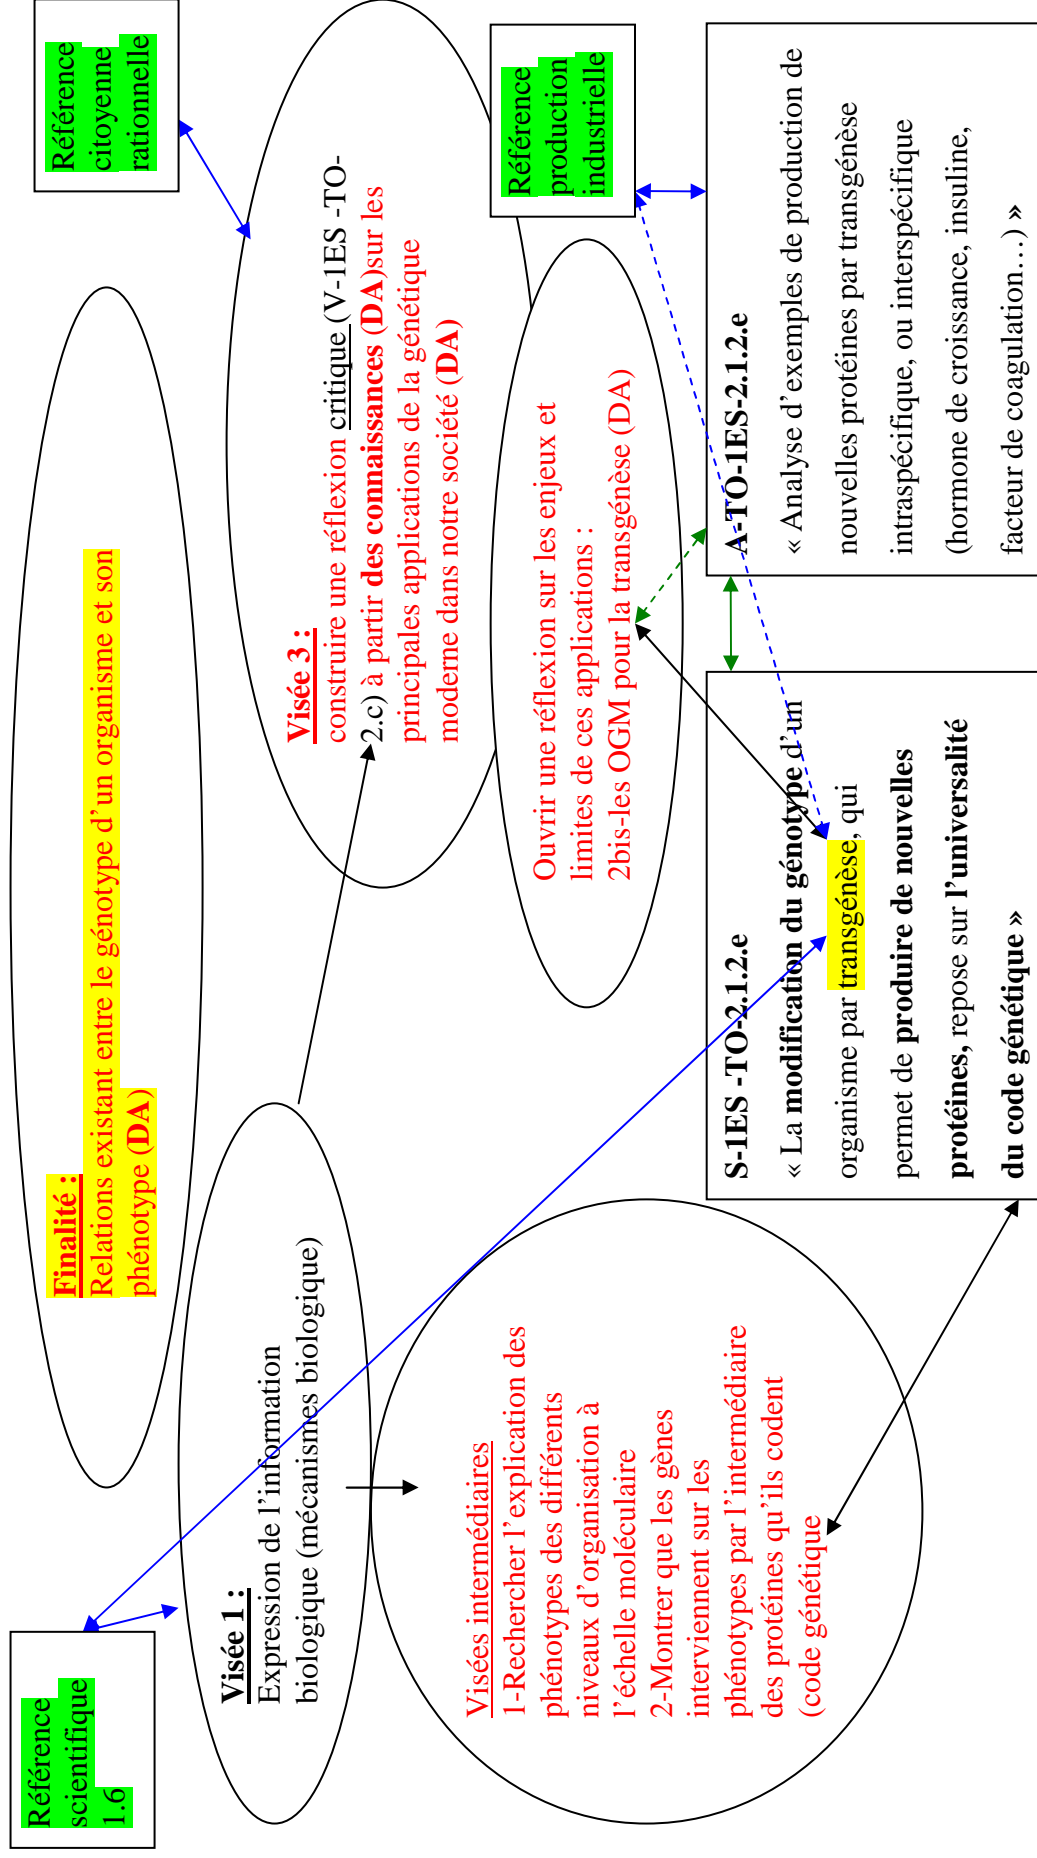 Référence
scientifique
1.6
Finalité :
Relations existant entre le génotype d’un organisme et son
phénotype (DA)
Référence
citoyenne
rationnelle
Visée 1 :
Expression de l’information
biologique (mécanismes biologique)
Visée 3 :
construire une réflexion critique (V-1ES -TO-
2.c) à partir des connaissances (DA)sur les
principales applications de la génétique
moderne dans notre société (DA)
Visées intermédiaires
1-Rechercher l’explication des
phénotypes des différents
niveaux d’organisation à
l’échelle moléculaire
2-Montrer que les gènes
interviennent sur les
phénotypes par l’intermédiaire
des protéines qu’ils codent
(code génétique
Ouvrir une réflexion sur les enjeux et
limites de ces applications :
2bis-les OGM pour la transgénèse (DA)
Référence
production
industrielle
S-1ES -TO-2.1.2.e
« La modification du génotype d’un
organisme par transgénèse, qui
permet de produire de nouvelles
protéines, repose sur l’universalité
du code génétique »
A-TO-1ES-2.1.2.e
« Analyse d’exemples de production de
nouvelles protéines par transgénèse
intraspécifique, ou interspécifique
(hormone de croissance, insuline,
facteur de coagulation…) »